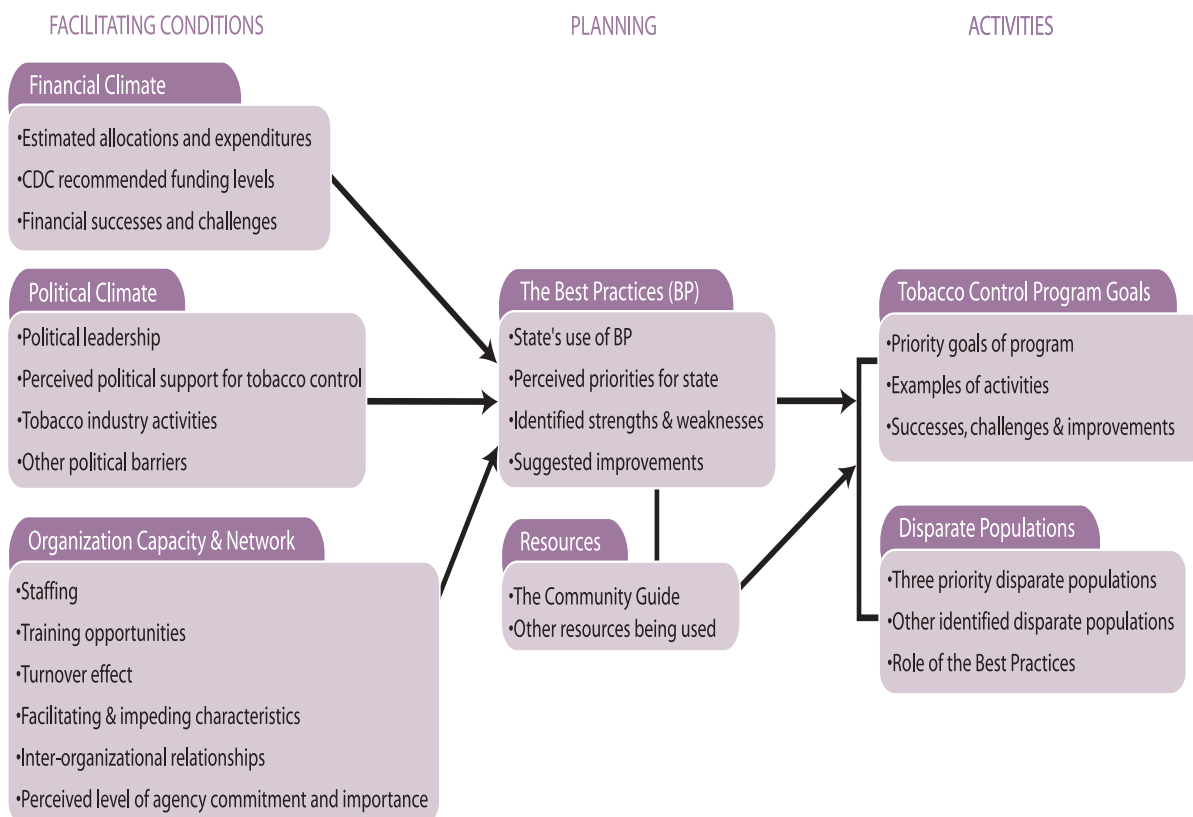 FACILITATING CONDITIONS
Financial Climate
•Estimated allocations and expenditures
•CDC recommended funding levels
•Financial successes and challenges
Political Climate
•Political leadership
•Perceived political support for tobacco control
•Tobacco industry activities
•Other political barriers
Organization Capacity & Network
•Staffing
•Training opportunities
•Turnover effect
•Facilitating & impeding characteristics
•Inter-organizational relationships
•Perceived level of agency commitment and importance
PLANNING
The Best Practices (BP)
•State's use of BP
•Perceived priorities for state
•Identified strengths & weaknesses
•Suggested improvements
Resources
•The Community Guide
•Other resources being used
ACTIVITIES
Tobacco Control Program Goals
•Priority goals of program
•Examples of activities
•Successes, challenges & improvements
Disparate Populations
•Three priority disparate populations
•Other identified disparate populations
•Role of the Best Practices